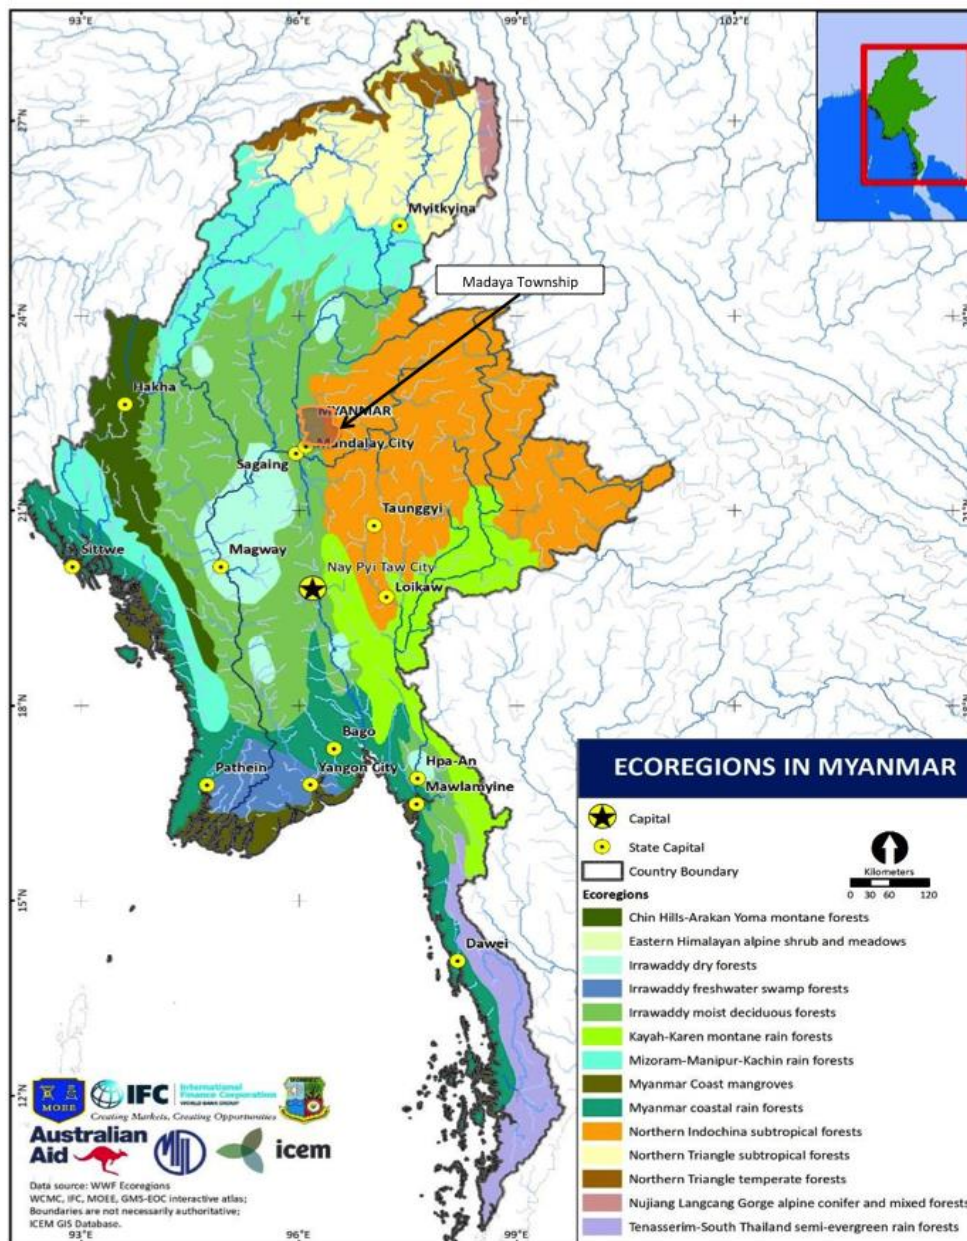 93°E 96°E 99°E 102°E
27°N
Myitkyina
Madaya Township
24°N 24°N
Hakha
MYANMAR
Mandalay City
Sagaing
Taunggyi
21°N 21°N
Sittwe
Magway
Nay Pyi Taw City
Loikaw
18°N 18°N
Bago
Hpa-An
Pathein
Yangon City
Mawlamyine
ECOREGIONS IN MYANMAR
Capital
State Capital
Country Boundary
Kilometers
0 30 60 120
15°N
Ecoregions
Chin Hills-Arakan Yoma montane forests
Eastern Himalayan alpine shrub and meadows
Dawei
Irrawaddy dry forests
Irrawaddy freshwater swamp forests
Irrawaddy moist deciduous forests
Kayah-Karen montane rain forests
Mizoram-Manipur-Kachin rain forests
Myanmar Coast mangroves
12°N
Myanmar coastal rain forests
Northern Indochina subtropical forests
Northern Triangle subtropical forests
Northern Triangle temperate forests
Nujiang Langcang Gorge alpine conifer and mixed forests
Tenasserim-South Thailand semi-evergreen rain forests
MOEE
IFC
International
Finance Corporation
WORLD BANK GROUP
Creating Markets, Creating Opportunities
Australian
Aid
icem
Data source: WWF Ecoregions
WCMC, IFC, MOEE, GMS-EOC interactive atlas;
Boundaries are not necessarily authoritative;
ICEM GIS Database.
93°E 96°E 99°E